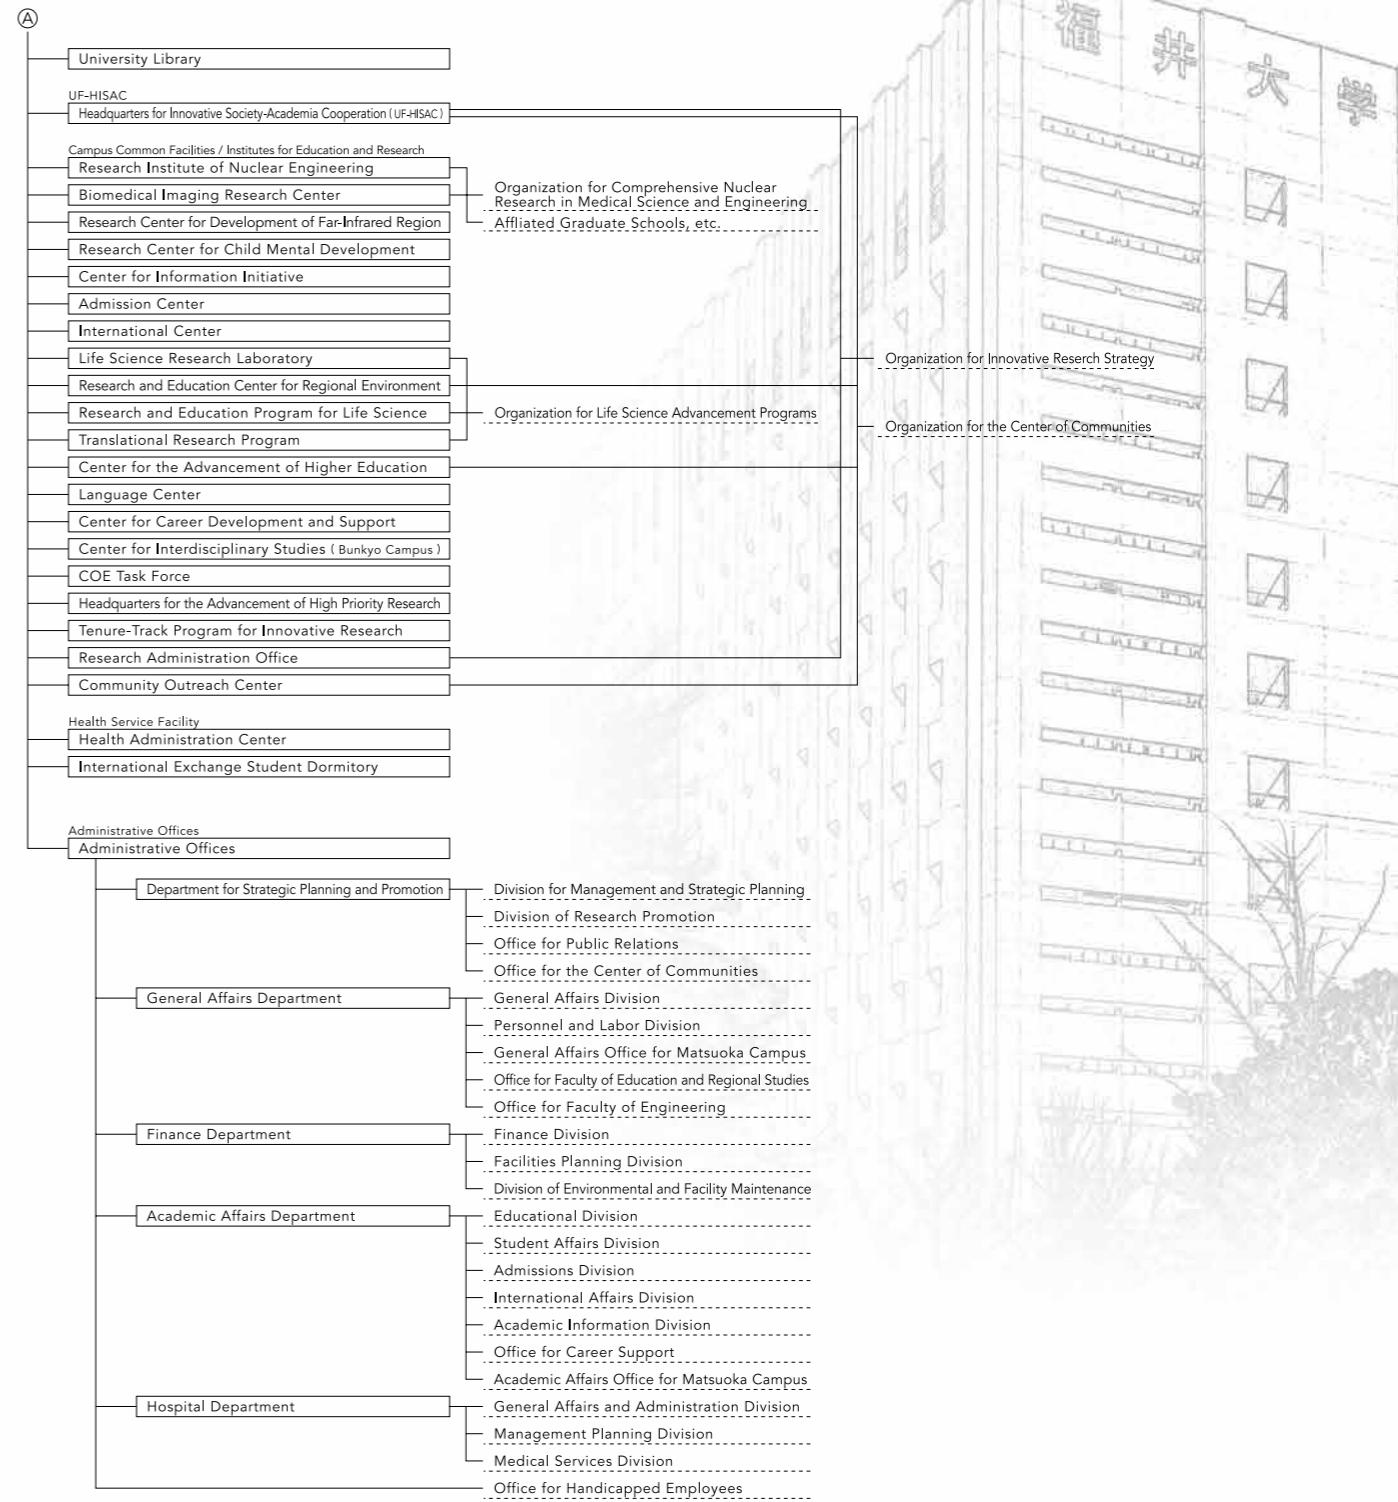 Ⓐ
University Library
UF-HISAC
Headquarters for Innovative Society-Academia Cooperation ( UF-HISAC )
Campus Common Facilities / Institutes for Education and Research
Research Institute of Nuclear Engineering
Biomedical Imaging Research Center
Research Center for Development of Far-Infrared Region
Research Center for Child Mental Development
Center for Information Initiative
Admission Center
International Center
Life Science Research Laboratory
Research and Education Center for Regional Environment
Research and Education Program for Life Science
Translational Research Program
Center for the Advancement of Higher Education
Language Center
Center for Career Development and Support
Center for Interdisciplinary Studies ( Bunkyo Campus )
COE Task Force
Headquarters for the Advancement of High Priority Research
Tenure-Track Program for Innovative Research
Research Administration Office
Community Outreach Center
Organization for Comprehensive Nuclear
Research in Medical Science and Engineering
Affliated Graduate Schools, etc.
Organization for Life Science Advancement Programs
Organization for Innovative Reserch Strategy
Organization for the Center of Communities
福井大学
Health Service Facility
Health Administration Center
International Exchange Student Dormitory
Administrative Offices
Administrative Offices
Department for Strategic Planning and Promotion
Division for Management and Strategic Planning
Division of Research Promotion
Office for Public Relations
Office for the Center of Communities
General Affairs Department
General Affairs Division
Personnel and Labor Division
General Affairs Office for Matsuoka Campus
Office for Faculty of Education and Regional Studies
Office for Faculty of Engineering
Finance Department
Finance Division
Facilities Planning Division
Division of Environmental and Facility Maintenance
Academic Affairs Department
Educational Division
Student Affairs Division
Admissions Division
International Affairs Division
Academic Information Division
Office for Career Support
Academic Affairs Office for Matsuoka Campus
Hospital Department
General Affairs and Administration Division
Management Planning Division
Medical Services Division
Office for Handicapped Employees